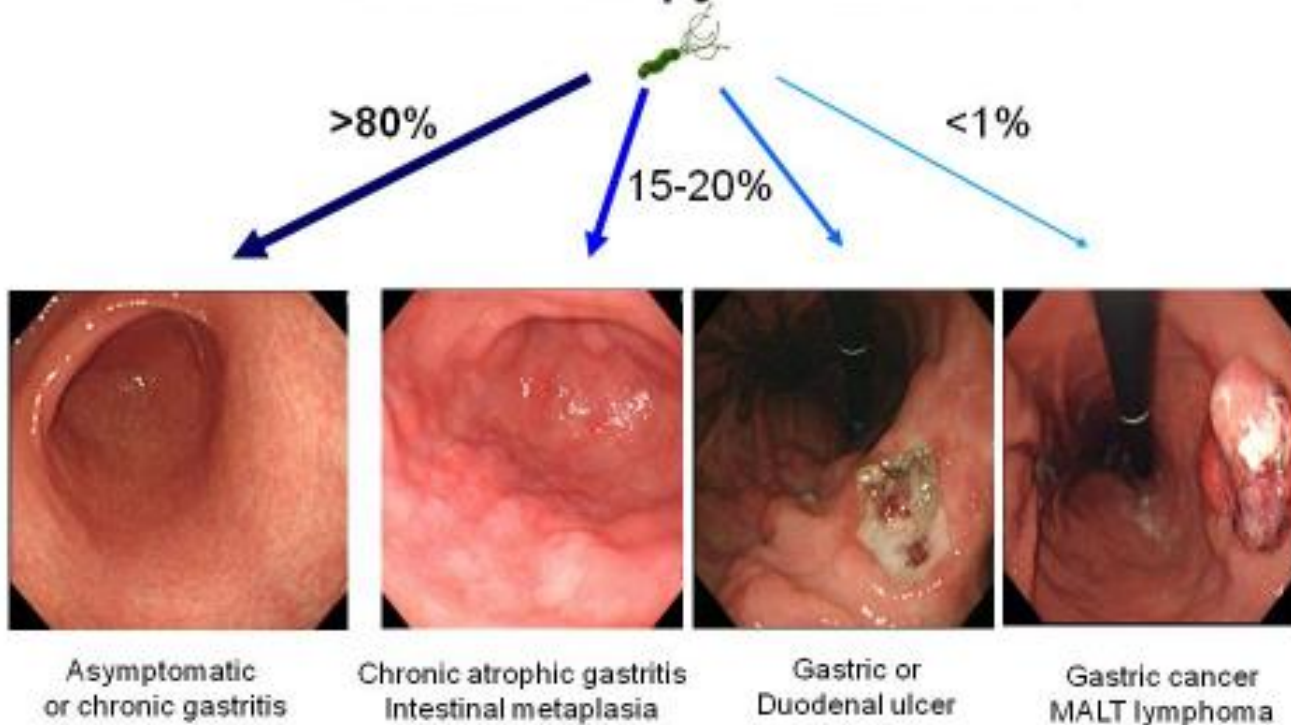 >80%
<1%
15-20%
Asymptomatic
or chronic gastritis
Chronic atrophic gastritis
Intestinal metaplasia
Gastric or
Duodenal ulcer
Gastric cancer
MALT lymphoma